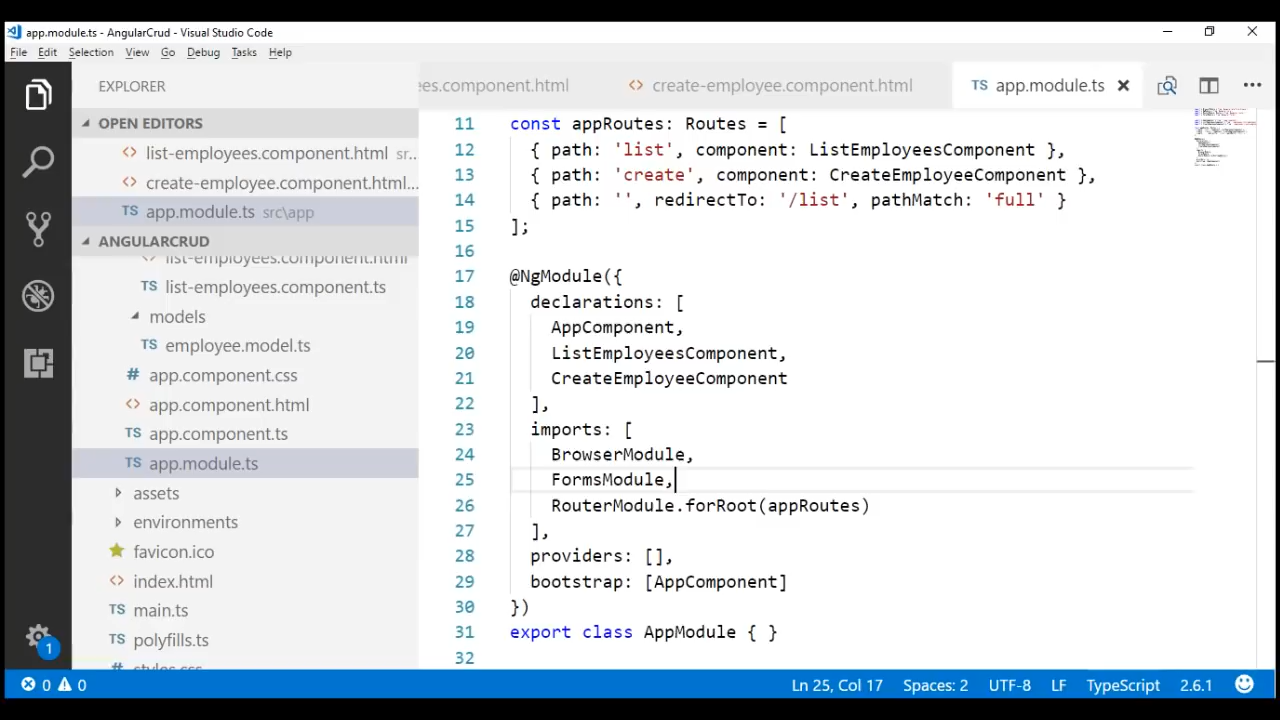 app.module.ts - AngularCrud - Visual Studio Code
File Edit Selection View Go Debug Tasks Help
EXPLORER
ees.component.html
create-employee.component.html
TS app.module.ts
OPEN EDITORS
list-employees.component.html sr...
create-employee.component.html...
TS app.module.ts src\app
ANGULARCRUD
list-employees.component.html
TS list-employees.component.ts
models
TS employee.model.ts
# app.component.css
app.component.html
TS app.component.ts
TS app.module.ts
assets
environments
favicon.ico
index.html
TS main.ts
TS polyfills.ts
styles.css
11 const appRoutes: Routes = [
12 { path: 'list', component: ListEmployeesComponent },
13 { path: 'create', component: CreateEmployeeComponent },
14 { path: '', redirectTo: '/list', pathMatch: 'full' }
15 ];
16
17 @NgModule({
18 declarations: [
19 AppComponent,
20 ListEmployeesComponent,
21 CreateEmployeeComponent
22 ],
23 imports: [
24 BrowserModule,
25 FormsModule,
26 RouterModule.forRoot(appRoutes)
27 ],
28 providers: [],
29 bootstrap: [AppComponent]
30 })
31 export class AppModule { }
32
1
0 0
Ln 25, Col 17 Spaces: 2 UTF-8 LF TypeScript 2.6.1